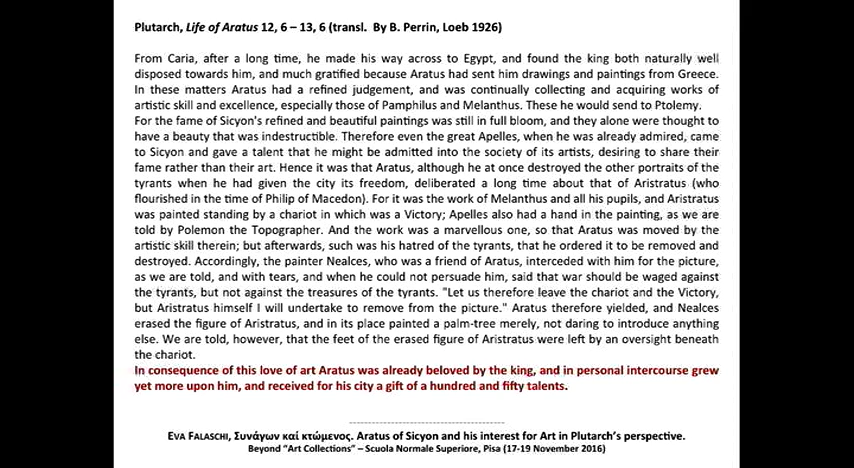 Plutarch, Life of Aratus 12, 6 – 13, 6 (transl. By B. Perrin, Loeb 1926)
From Caria, after a long time, he made his way across to Egypt, and found the king both naturally well
disposed towards him, and much gratified because Aratus had sent him drawings and paintings from Greece.
In these matters Aratus had a refined judgement, and was continually collecting and acquiring works of
artistic skill and excellence, especially those of Pamphilus and Melanthus. These he would send to Ptolemy.
For the fame of Sicyon's refined and beautiful paintings was still in full bloom, and they alone were thought to
have a beauty that was indestructible. Therefore even the great Apelles, when he was already admired, came
to Sicyon and gave a talent that he might be admitted into the society of its artists, desiring to share their
fame rather than their art. Hence it was that Aratus, although he at once destroyed the other portraits of the
tyrants when he had given the city its freedom, deliberated a long time about that of Aristratus (who
flourished in the time of Philip of Macedon). For it was the work of Melanthus and all his pupils, and Aristratus
was painted standing by a chariot in which was a Victory; Apelles also had a hand in the painting, as we are
told by Polemon the Topographer. And the work was a marvellous one, so that Aratus was moved by the
artistic skill therein; but afterwards, such was his hatred of the tyrants, that he ordered it to be removed and
destroyed. Accordingly, the painter Nealces, who was a friend of Aratus, interceded with him for the picture,
as we are told, and with tears, and when he could not persuade him, said that war should be waged against
the tyrants, but not against the treasures of the tyrants. "Let us therefore leave the chariot and the Victory,
but Aristratus himself I will undertake to remove from the picture." Aratus therefore yielded, and Nealces
erased the figure of Aristratus, and in its place painted a palm-tree merely, not daring to introduce anything
else. We are told, however, that the feet of the erased figure of Aristratus were left by an oversight beneath
the chariot.
In consequence of this love of art Aratus was already beloved by the king, and in personal intercourse grew
yet more upon him, and received for his city a gift of a hundred and fifty talents.
EVA FALASCHI, Συνάγων καί κτώμενος. Aratus of Sicyon and his interest for Art in Plutarch's perspective.
Beyond "Art Collections" – Scuola Normale Superiore, Pisa (17-19 November 2016)